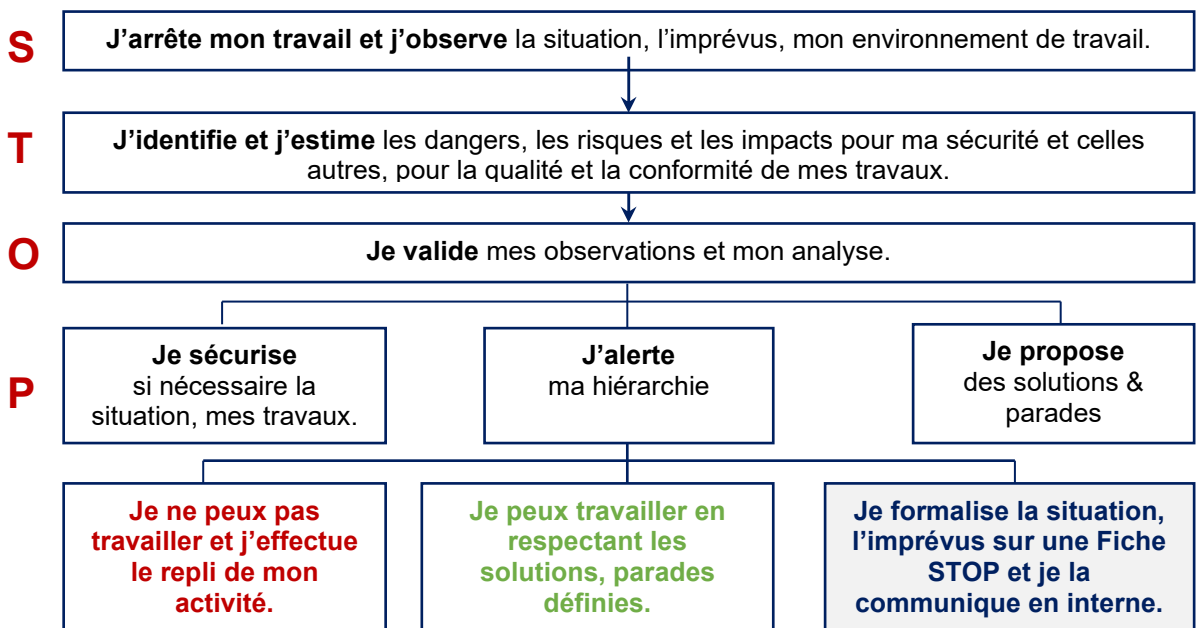 S
J’arrête mon travail et j’observe la situation, l’imprévus, mon environnement de travail.
T
J’identifie et j’estime les dangers, les risques et les impacts pour ma sécurité et celles
autres, pour la qualité et la conformité de mes travaux.
O
Je valide mes observations et mon analyse.
P
Je sécurise
si nécessaire la
situation, mes travaux.
J’alerte
ma hiérarchie
Je propose
des solutions &
parades
Je ne peux pas
travailler et j’effectue
le repli de mon
activité.
Je peux travailler en
respectant les
solutions, parades
définies.
Je formalise la situation,
l’imprévus sur une Fiche
STOP et je la
communique en interne.